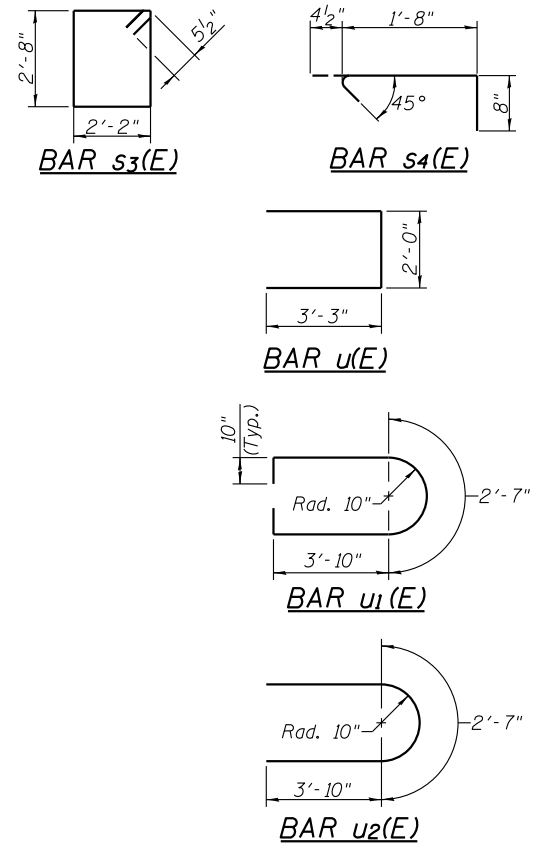 2'-8"
5½"
2'-2"
BAR s3(E)
4½"
1'-8"
45°
8"
BAR s4(E)
2'-0"
3'-3"
BAR u(E)
10"
(Typ.)
Rad. 10"
2'-7"
3'-10"
BAR u1(E)
Rad. 10"
2'-7"
3'-10"
BAR u2(E)